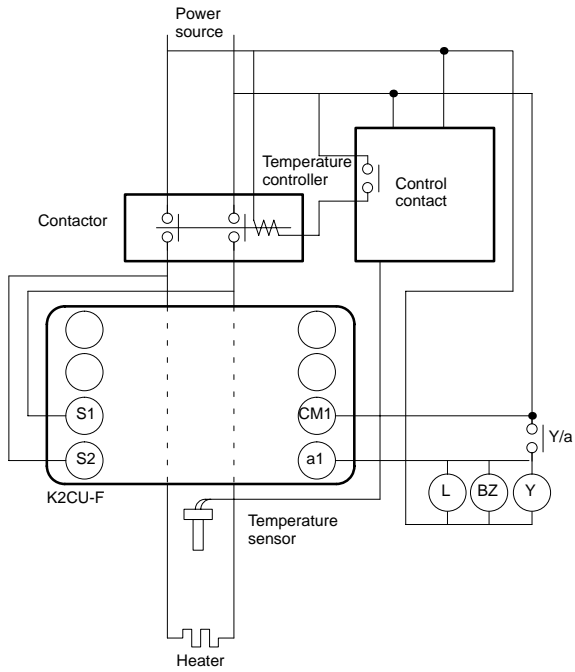 Power
source
Temperature
controller
Control
contact
Contactor
S1
CM1
Y/a
S2
a1
L
BZ
Y
K2CU-F
Temperature
sensor
Heater